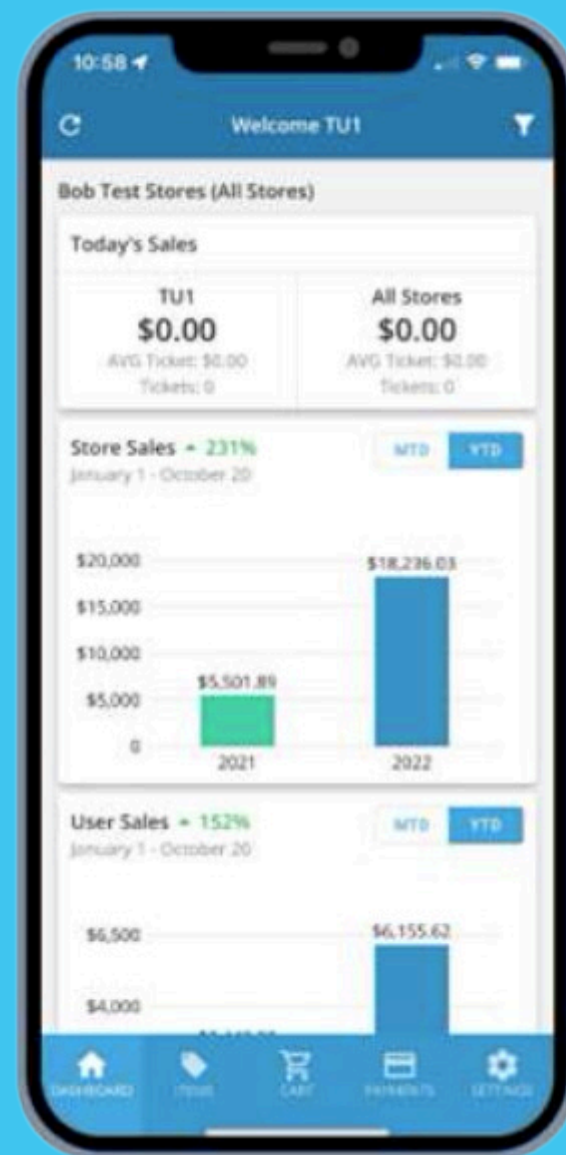 10:58
Welcome TU1
Bob Test Stores (All Stores)
Today's Sales
TU1
$0.00
AVG Ticket: $0.00
Tickets: 0
All Stores
$0.00
AVG Ticket: $0.00
Tickets: 0
Store Sales 231%
MTD YTD
January 1 - October 20
$20,000
$18,236.03
$15,000
$10,000
$5,501.89
$5,000
0
2021 2022
User Sales 152%
MTD YTD
January 1 - October 20
$6,500
$6,155.62
$4,000
DASHBOARD ITEMS CART PAYMENTS SETTINGS